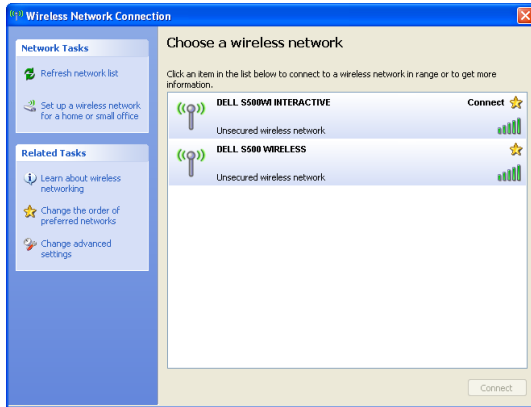 Wireless Network Connection
Network Tasks
Refresh network list
Set up a wireless network
for a home or small office
Related Tasks
Learn about wireless
networking
Change the order of
preferred networks
Change advanced
settings
Choose a wireless network
Click an item in the list below to connect to a wireless network in range or to get more
information.
DELL S500WI INTERACTIVE
Connect
Unsecured wireless network
DELL S500 WIRELESS
Unsecured wireless network
Connect